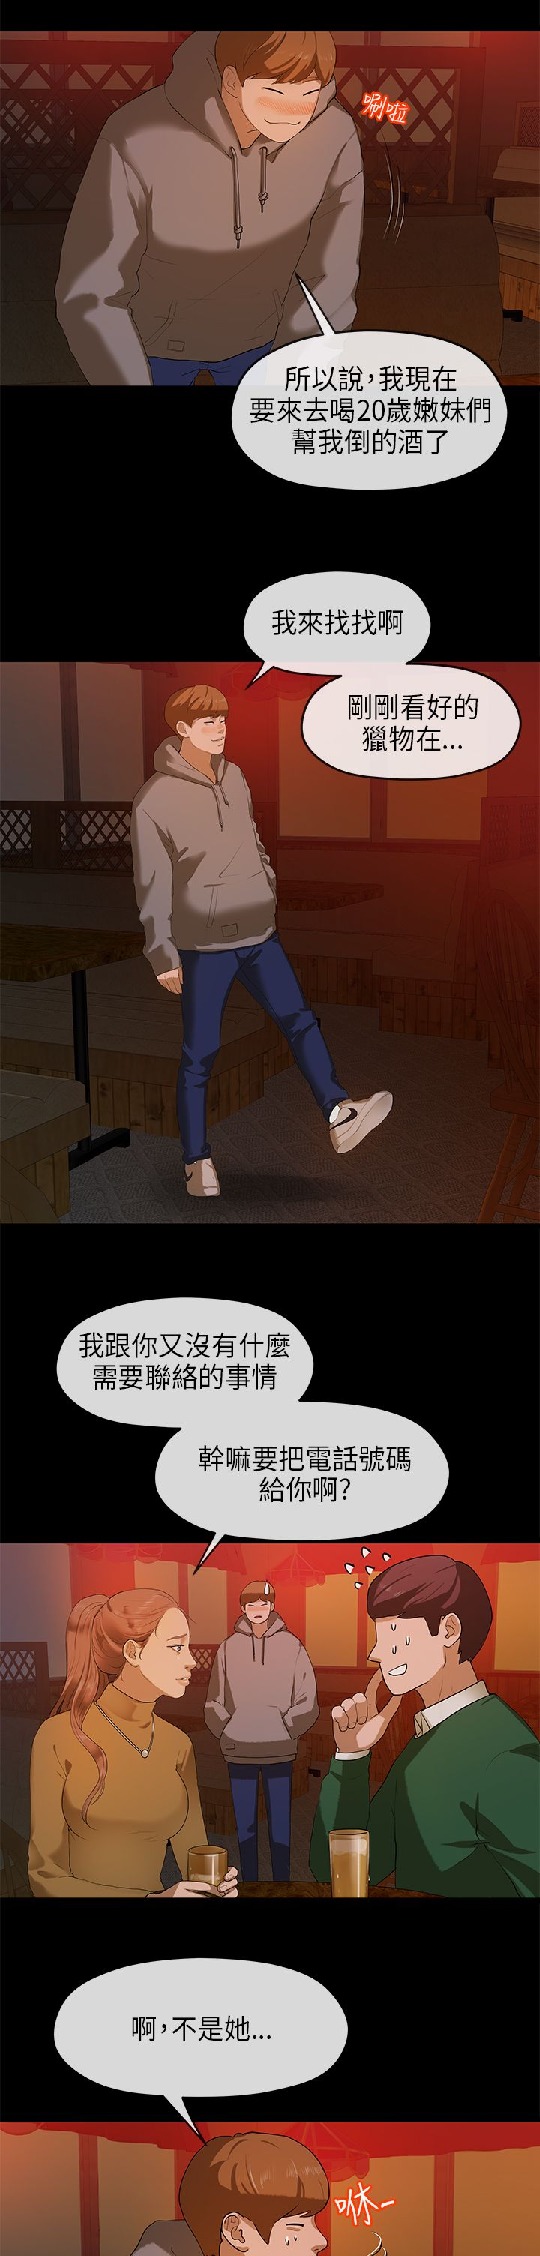 唰啦
所以說，我現在
要來去喝20歲嫩妹們
幫我倒的酒了
我來找找啊
剛剛看好的
獵物在...
我跟你又沒有什麼
需要聯絡的事情
幹嘛要把電話號碼
給你啊?
啊，不是她...
咻~